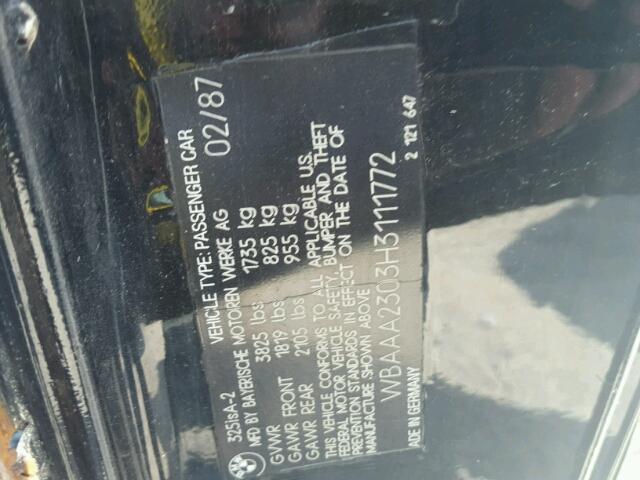 325isA-2 VEHICLE TYPE: PASSENGER CAR
MFD BY BAYERISCHE MOTOREN WERKE AG 02/87
GVWR 3825 lbs 1735 kg
GAWR FRONT 1819 lbs 825 kg
GAWR REAR 2105 lbs 955 kg
THIS VEHICLE CONFORMS TO ALL APPLICABLE U.S.
FEDERAL MOTOR VEHICLE SAFETY, BUMPER AND THEFT
PREVENTION STANDARDS IN EFFECT ON THE DATE OF
MANUFACTURE SHOWN ABOVE
WBAAA2303H3111772
MADE IN GERMANY 2 121 647